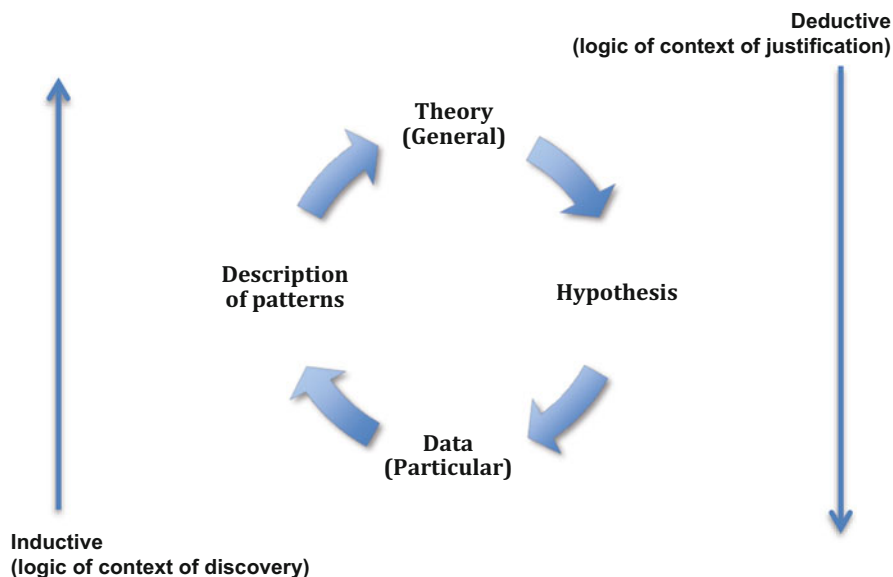 Deductive
(logic of context of justification)
Theory
(General)
Description
of patterns
Hypothesis
Data
(Particular)
Inductive
(logic of context of discovery)